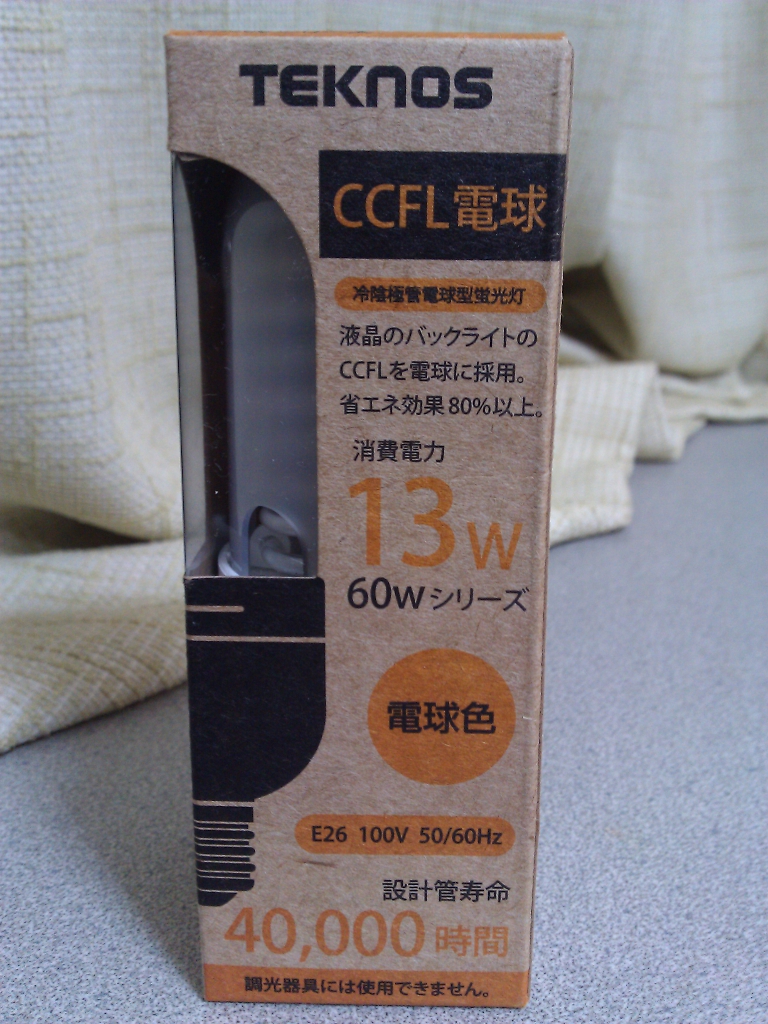 TEKNOS
CCFL電球
冷陰極管電球型蛍光灯
液晶のバックライトの
CCFLを電球に採用。
省エネ効果80%以上。
消費電力
13W
60Wシリーズ
電球色
E26 100V 50/60Hz
設計管寿命
40,000時間
調光器具には使用できません。